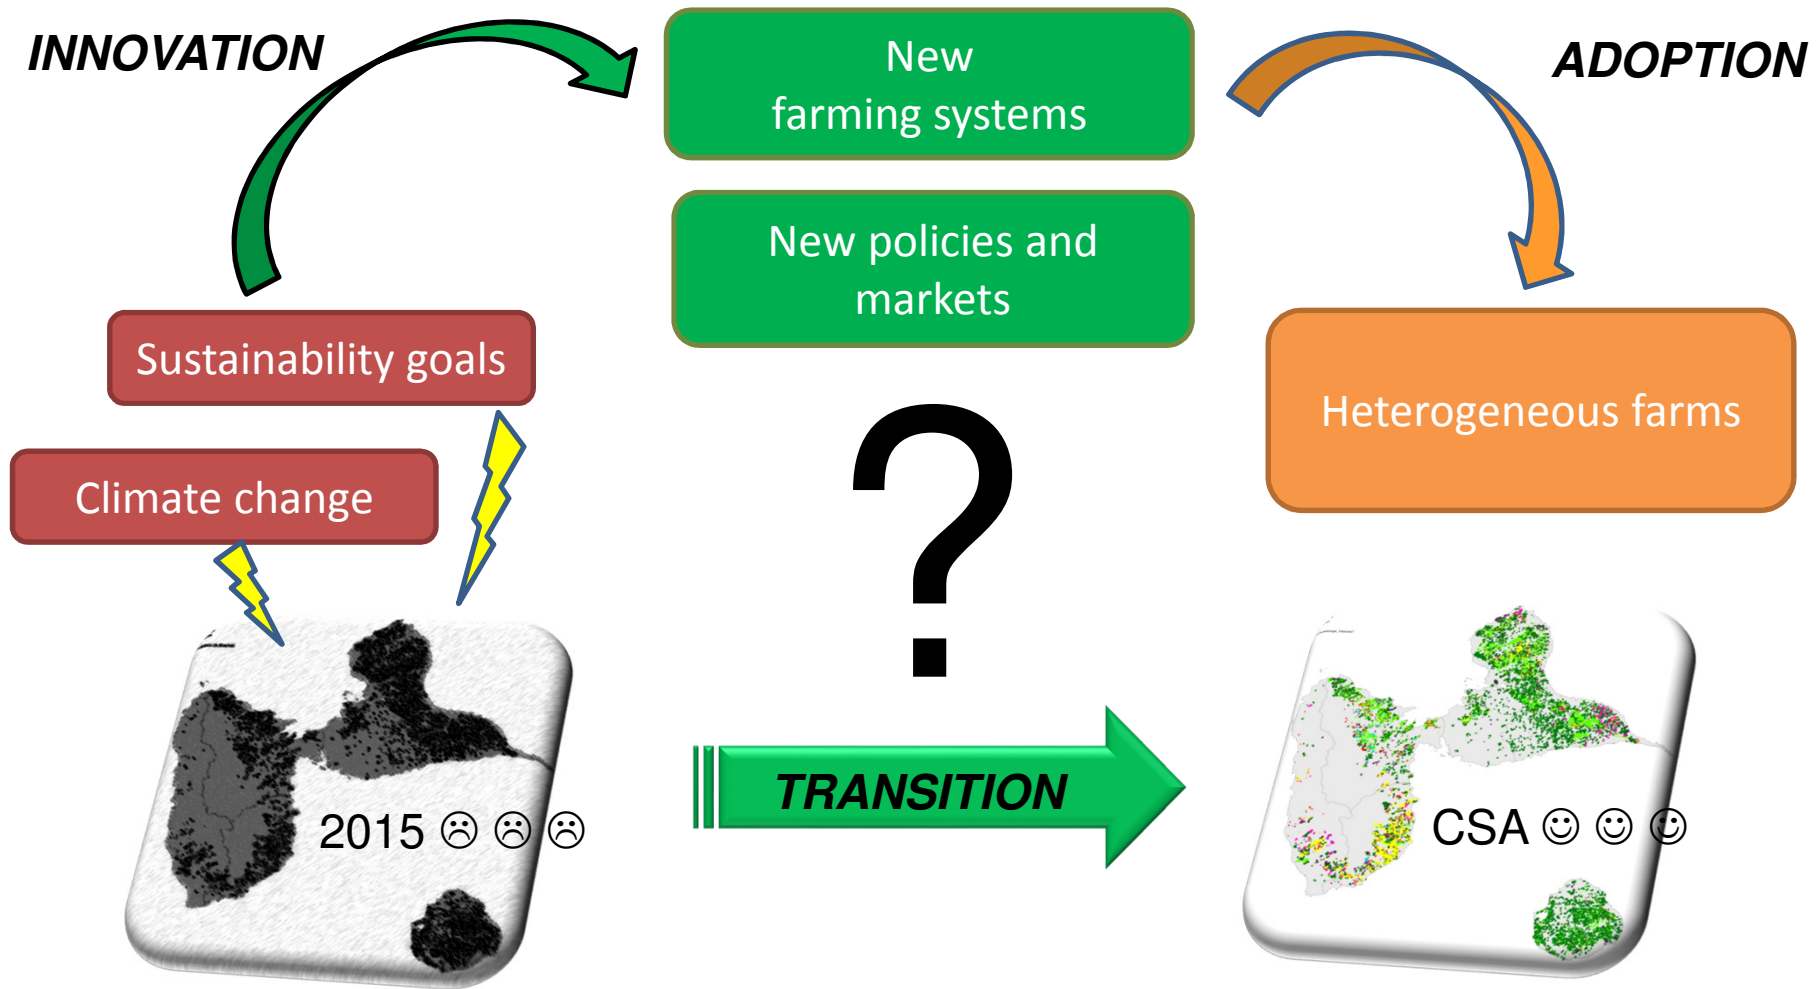 INNOVATION
New
farming systems
ADOPTION
New policies and
markets
Sustainability goals
Heterogeneous farms
Climate change
?
TRANSITION
2015 ☹ ☹ ☹
CSA ☺ ☺ ☺